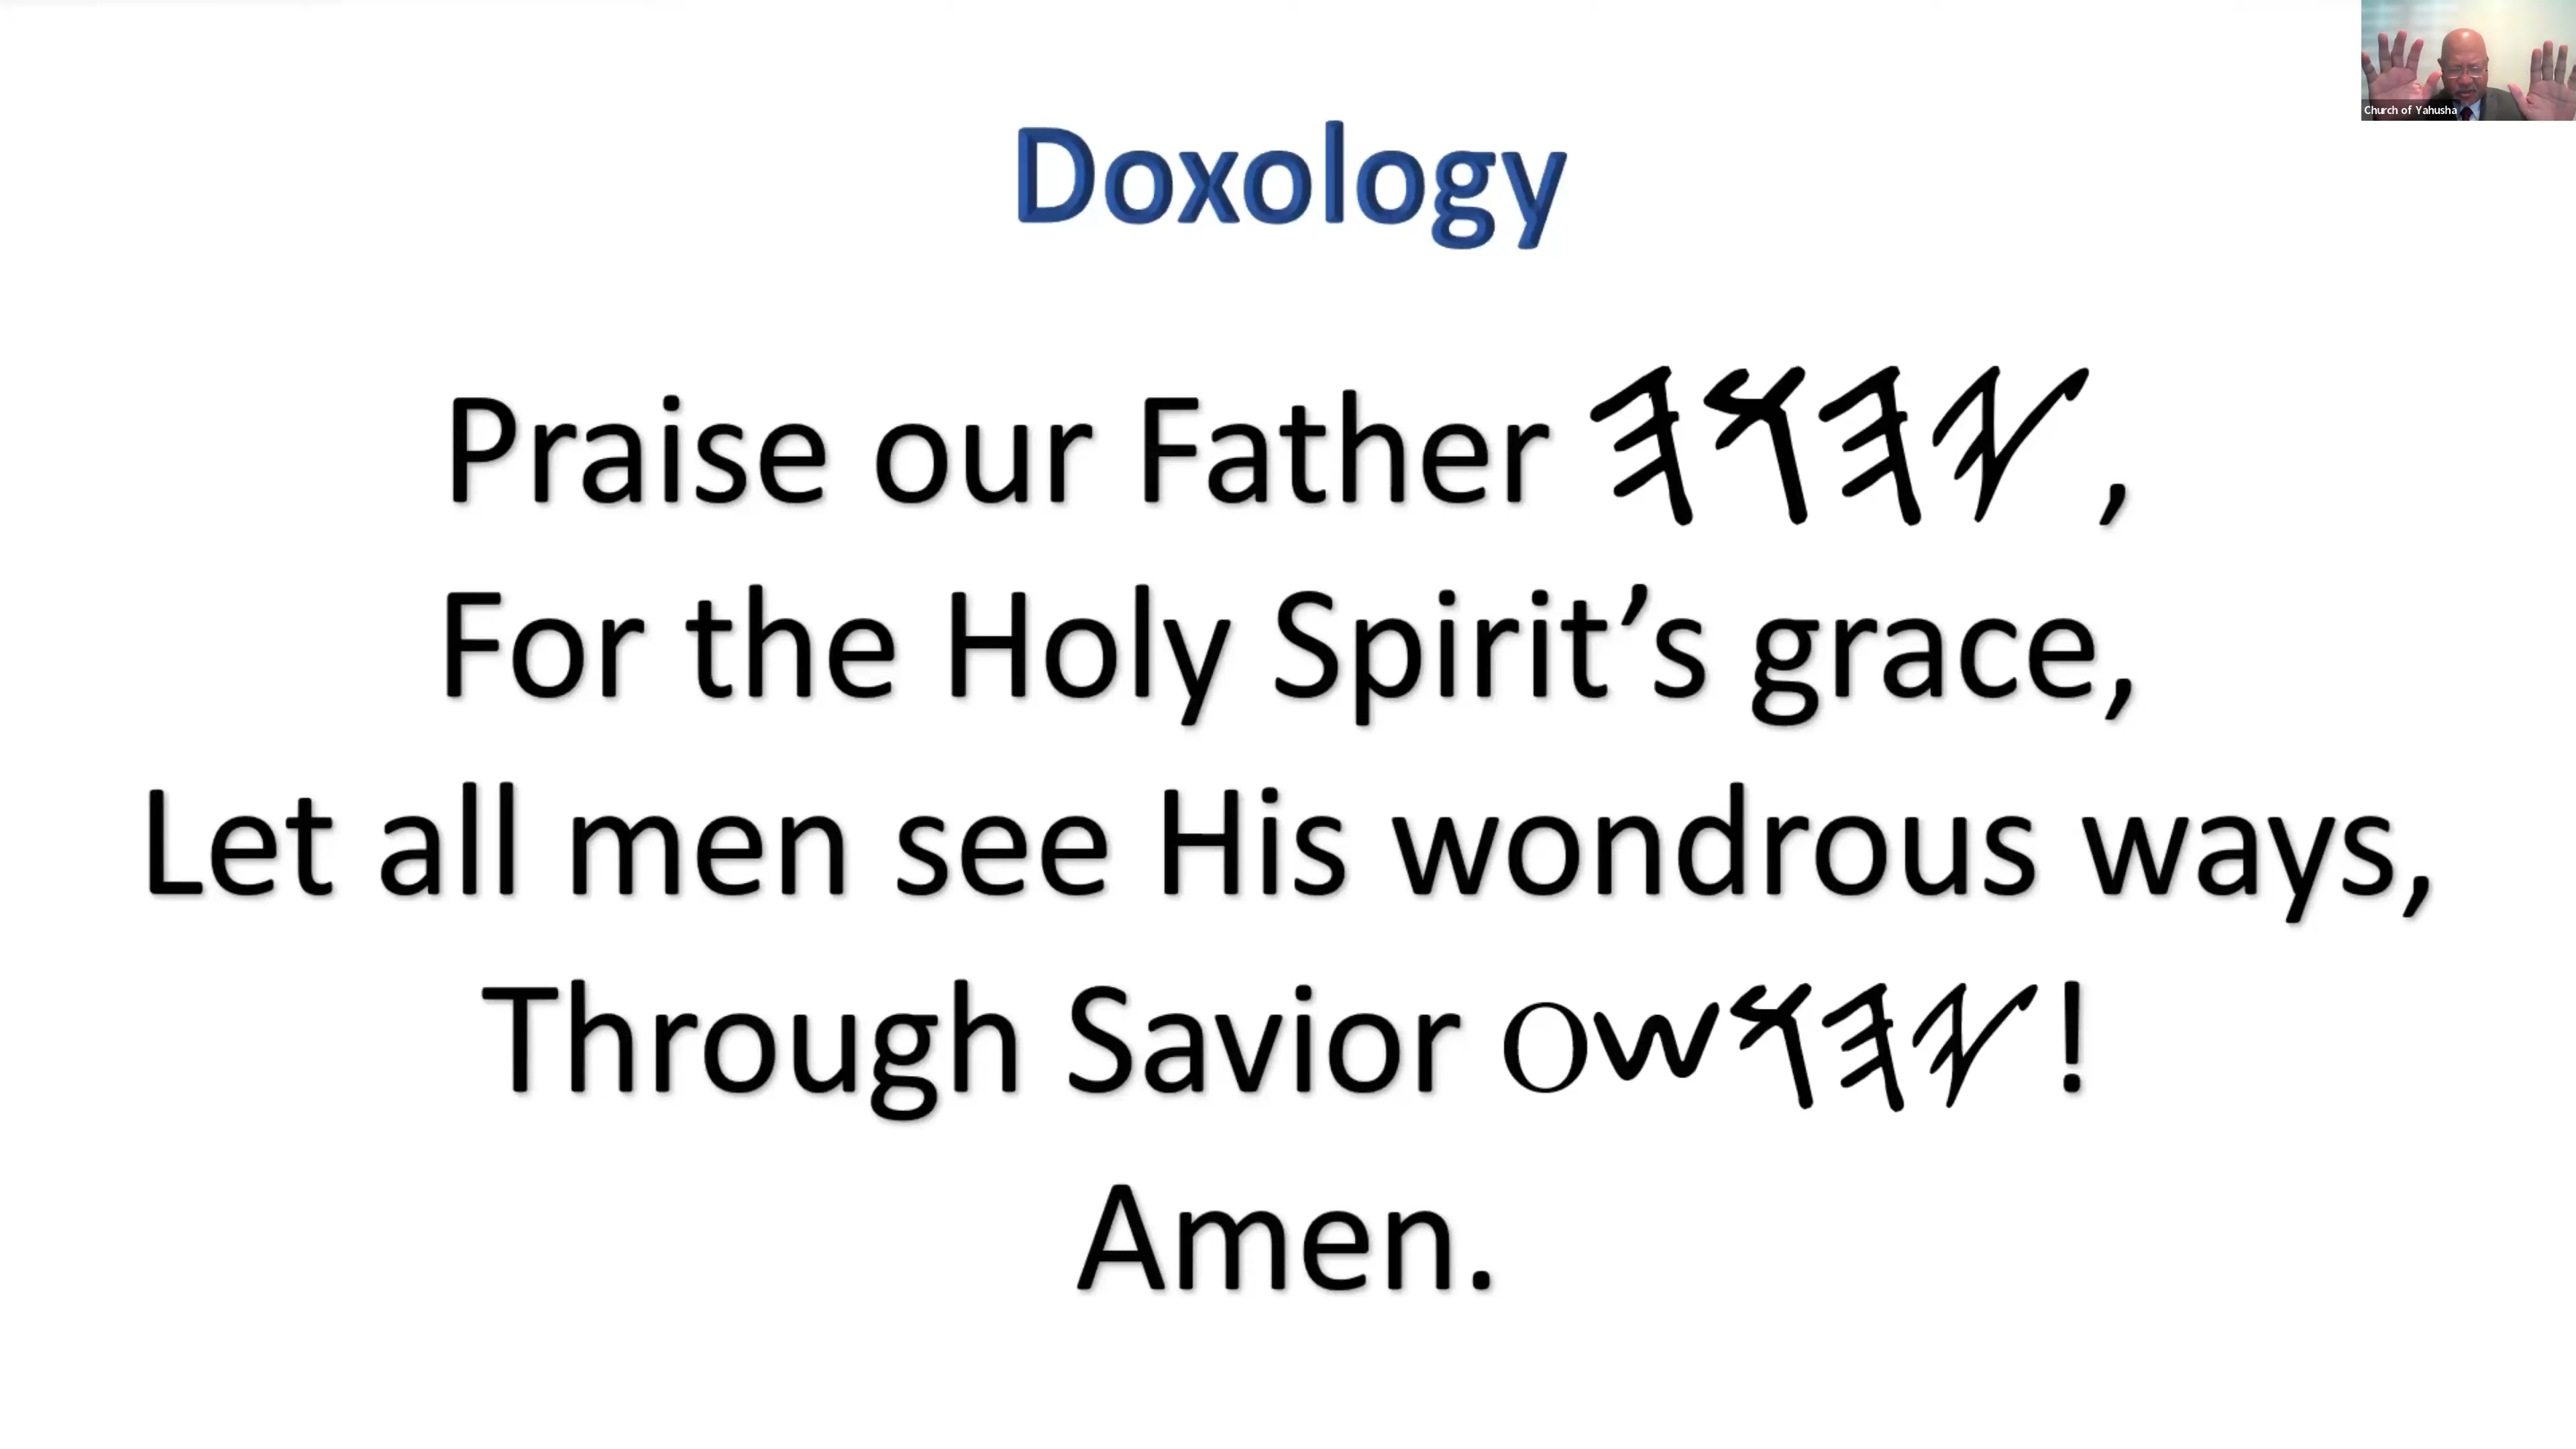 Church of Yahusha
Doxology
Praise our Father 𐤉𐤄𐤅𐤄,
For the Holy Spirit’s grace,
Let all men see His wondrous ways,
Through Savior 𐤉𐤄𐤅𐤔𐤏!
Amen.